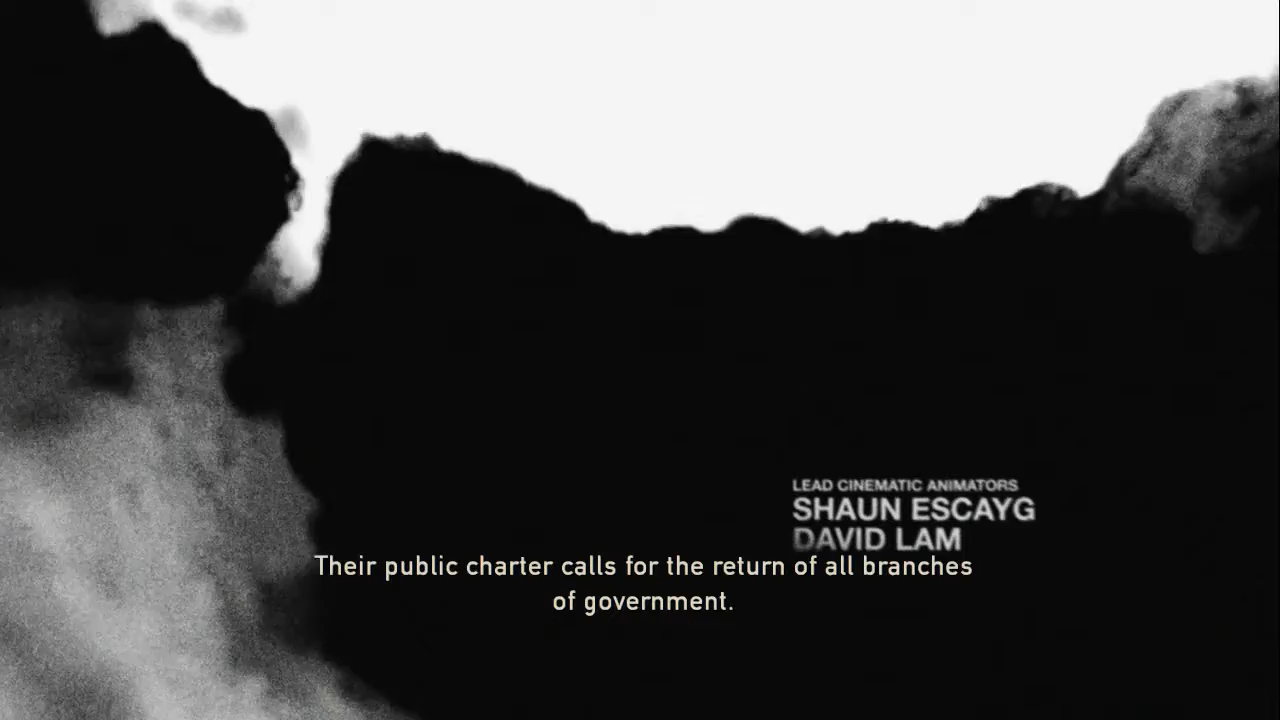 LEAD CINEMATIC ANIMATORS
SHAUN ESCAYG
DAVID LAM
Their public charter calls for the return of all branches
of government.